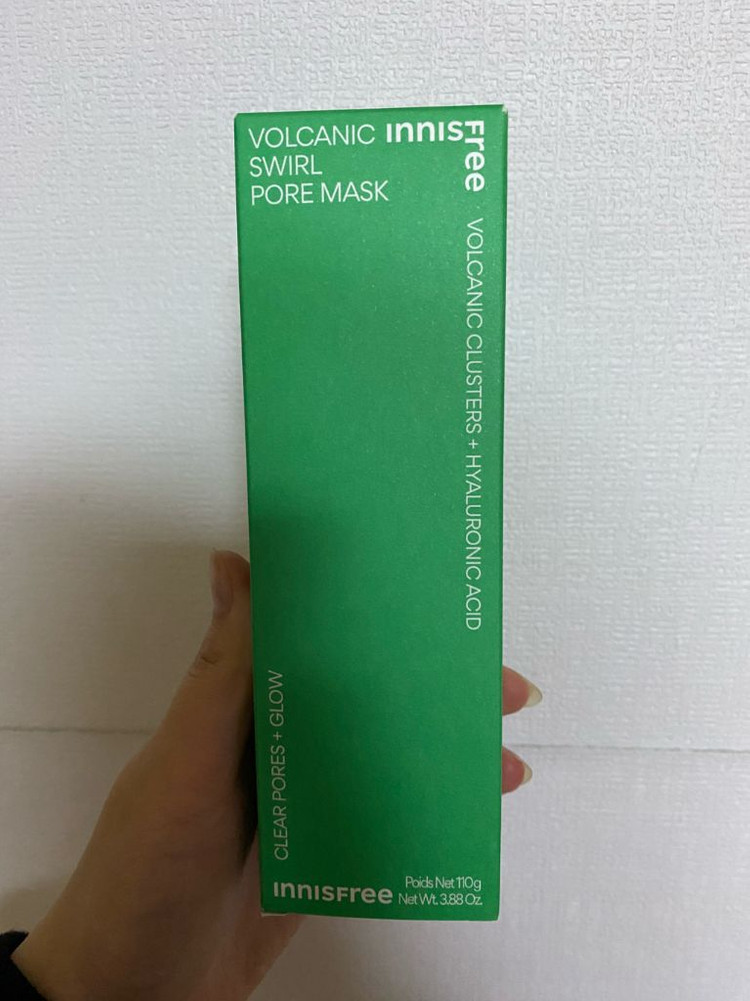 VOLCANIC
SWIRL
PORE MASK
innisfree
VOLCANIC CLUSTERS + HYALURONIC ACID
CLEAR PORES + GLOW
innisfree
Poids Net 110g
Net Wt. 3.88 Oz.